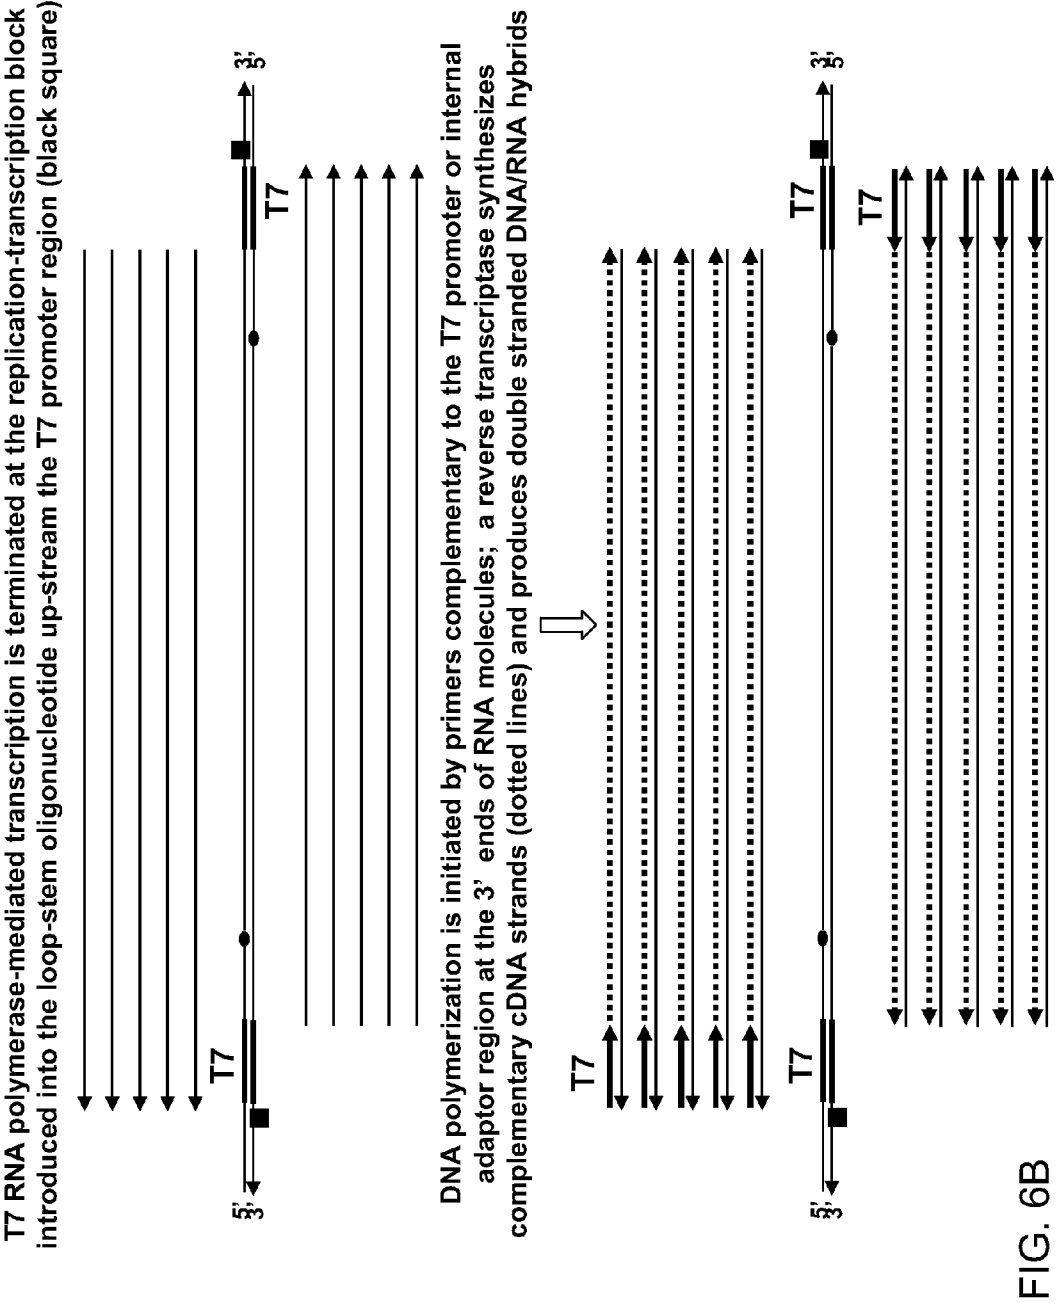 T7 RNA polymerase-mediated transcription is terminated at the replication-transcription block
introduced into the loop-stem oligonucleotide up-stream the T7 promoter region (black square)
5’
3’
T7
T7
3’
5’
DNA polymerization is initiated by primers complementary to the T7 promoter or internal
adaptor region at the 3’ ends of RNA molecules; a reverse transcriptase synthesizes
complementary cDNA strands (dotted lines) and produces double stranded DNA/RNA hybrids
T7
5’
3’
T7
T7
3’
5’
T7
FIG. 6B